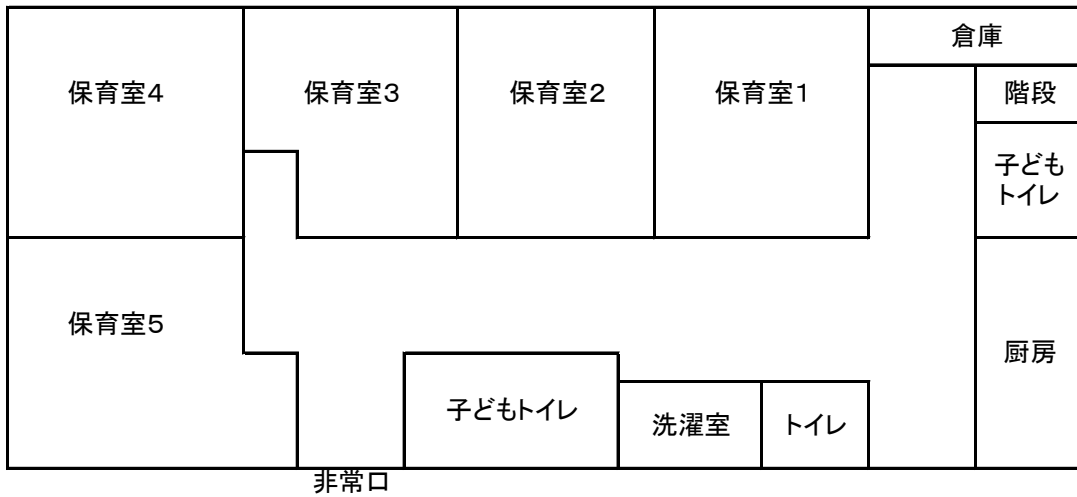 倉庫
保育室4
保育室3
保育室2
保育室1
階段
子ども
トイレ
保育室5
厨房
子どもトイレ
洗濯室
トイレ
非常口